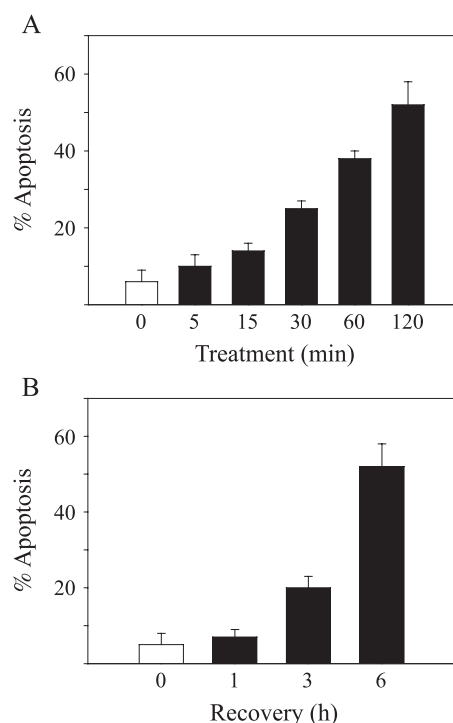 A
% Apoptosis
60
40
20
0 5 15 30 60 120
Treatment (min)
B
% Apoptosis
60
40
20
0 1 3 6
Recovery (h)